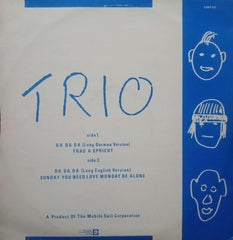 TRIO
side 1
DA DA DA (Long German Version)
TRAU A SPRICHT
side 2
DA DA DA (Long English Version)
SUNDAY YOU NEED LOVE MONDAY BE ALONE
A Product Of The Mobile Suit Corporation